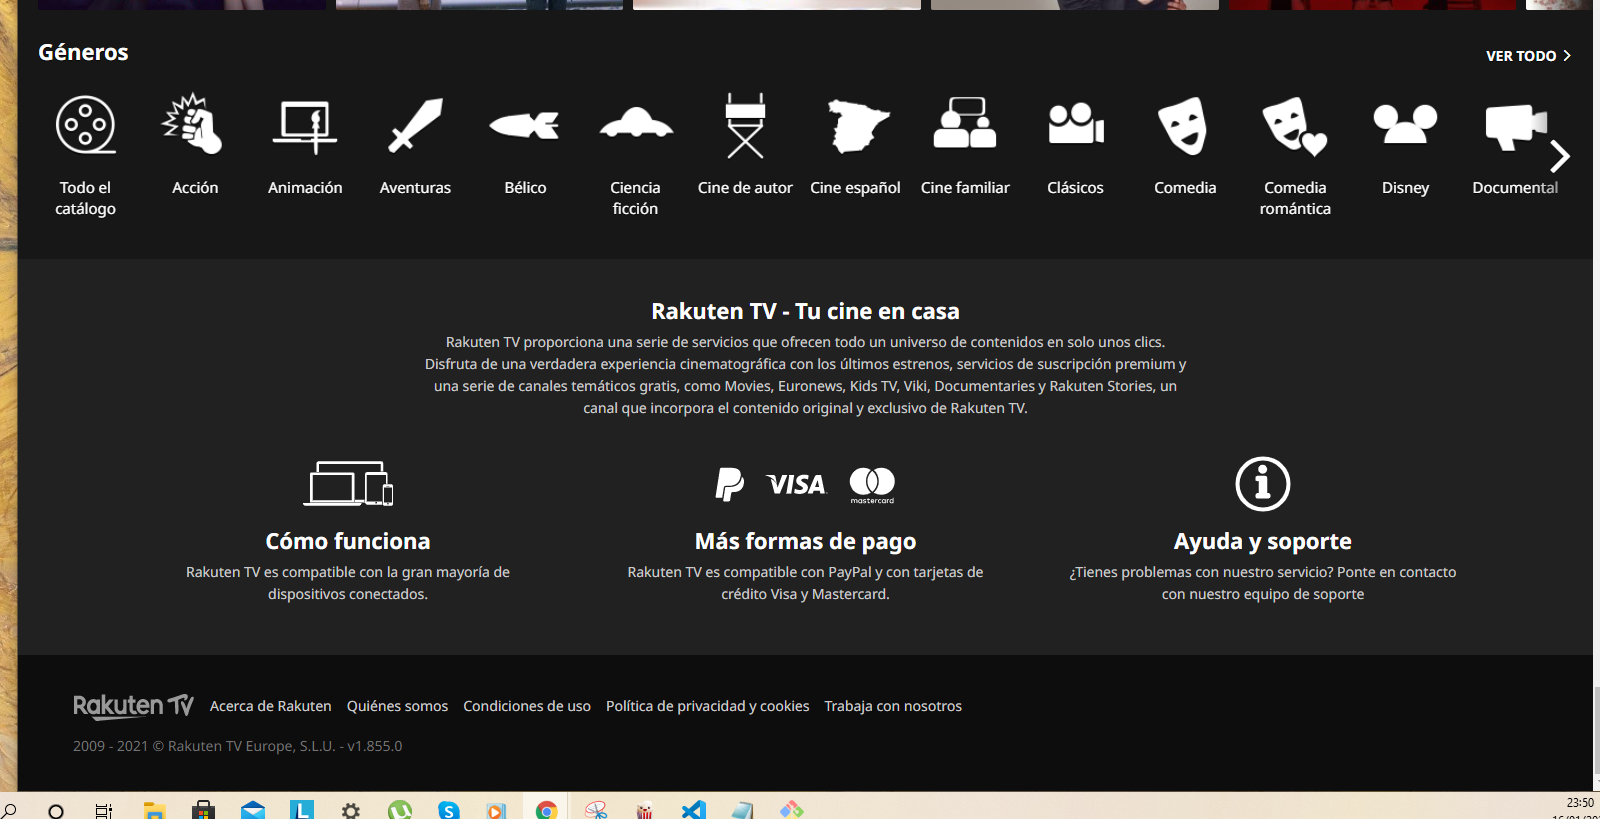 Géneros
VER TODO
Todo el catálogo
Acción
Animación
Aventuras
Bélico
Ciencia ficción
Cine de autor
Cine español
Cine familiar
Clásicos
Comedia
Comedia romántica
Disney
Documental
Rakuten TV - Tu cine en casa
Rakuten TV proporciona una serie de servicios que ofrecen todo un universo de contenidos en solo unos clics.
Disfruta de una verdadera experiencia cinematográfica con los últimos estrenos, servicios de suscripción premium y
una serie de canales temáticos gratis, como Movies, Euronews, Kids TV, Viki, Documentaries y Rakuten Stories, un
canal que incorpora el contenido original y exclusivo de Rakuten TV.
Cómo funciona
Rakuten TV es compatible con la gran mayoría de
dispositivos conectados.
VISA
mastercard
Más formas de pago
Rakuten TV es compatible con PayPal y con tarjetas de
crédito Visa y Mastercard.
Ayuda y soporte
¿Tienes problemas con nuestro servicio? Ponte en contacto
con nuestro equipo de soporte
Rakuten TV
Acerca de Rakuten
Quiénes somos
Condiciones de uso
Política de privacidad y cookies
Trabaja con nosotros
2009 - 2021 © Rakuten TV Europe, S.L.U. - v1.855.0
23:50